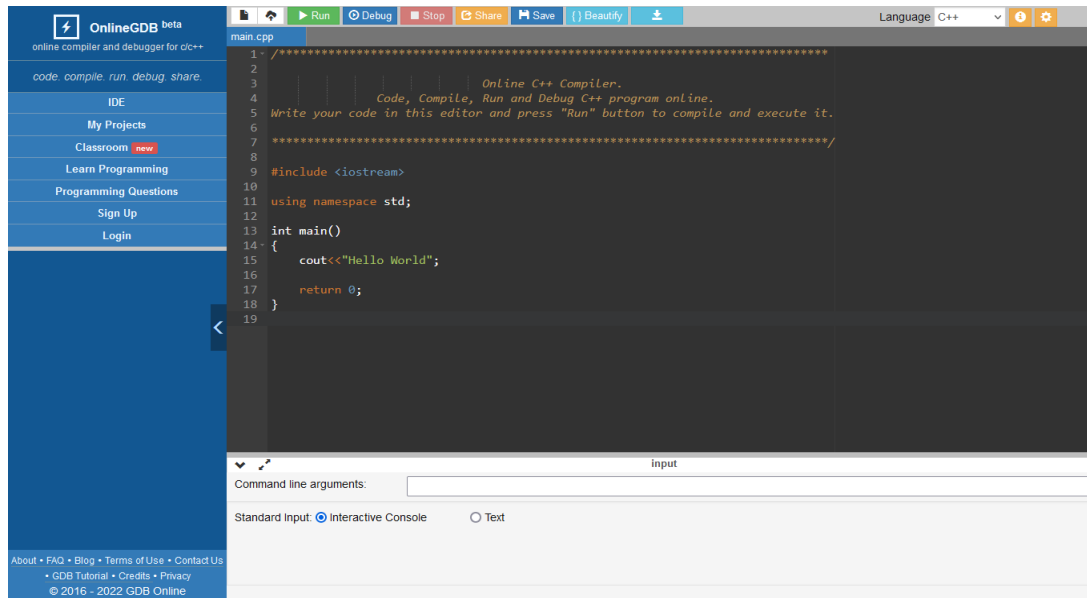 OnlineGDB beta
online compiler and debugger for c/c++
code. compile. run. debug. share.
IDE
My Projects
Classroom new
Learn Programming
Programming Questions
Sign Up
Login
About • FAQ • Blog • Terms of Use • Contact Us
• GDB Tutorial • Credits • Privacy
© 2016 - 2022 GDB Online
Run Debug Stop Share Save { } Beautify Language C++
main.cpp
1 /******************************************************************************
2
3 Online C++ Compiler.
4 Code, Compile, Run and Debug C++ program online.
5 Write your code in this editor and press "Run" button to compile and execute it.
6
7 *******************************************************************************/
8
9 #include <iostream>
10
11 using namespace std;
12
13 int main()
14 {
15 cout<<"Hello World";
16
17 return 0;
18 }
19
input
Command line arguments:
Standard Input: Interactive Console Text